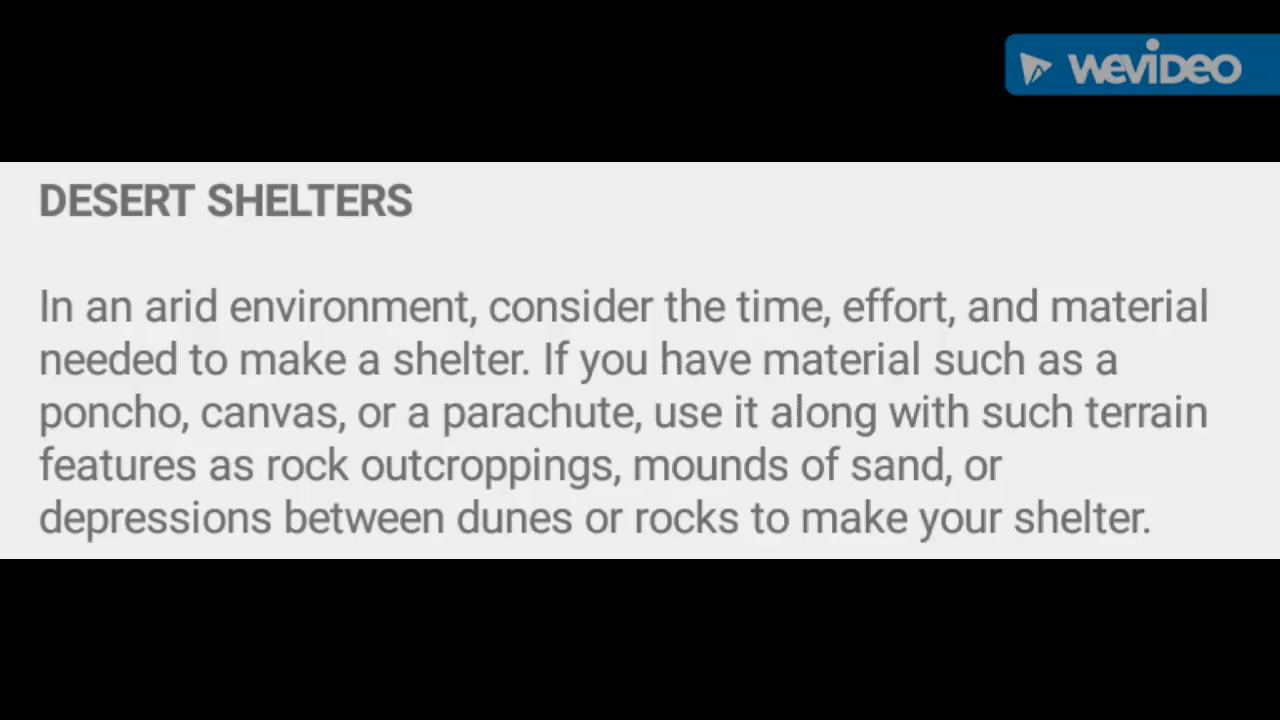 WEVIDEO
DESERT SHELTERS
In an arid environment, consider the time, effort, and material
needed to make a shelter. If you have material such as a
poncho, canvas, or a parachute, use it along with such terrain
features as rock outcroppings, mounds of sand, or
depressions between dunes or rocks to make your shelter.